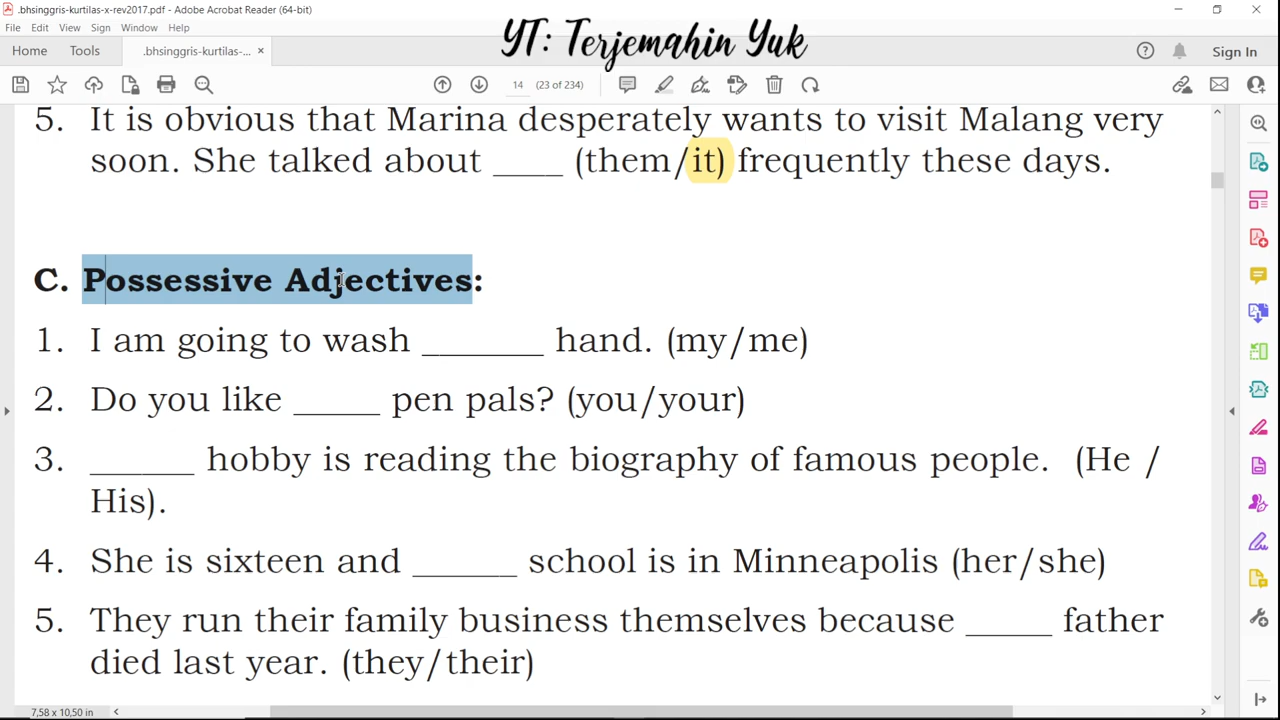 .bhsinggris-kurtilas-x-rev2017.pdf - Adobe Acrobat Reader (64-bit)
File Edit View Sign Window Help
YT: Terjemahin Yuk
Home Tools .bhsinggris-kurtilas-... × Sign In
14 (23 of 234)
5. It is obvious that Marina desperately wants to visit Malang very
soon. She talked about ____ (them/it) frequently these days.
C. Possessive Adjectives:
1. I am going to wash _______ hand. (my/me)
2. Do you like _____ pen pals? (you/your)
3. ______ hobby is reading the biography of famous people. (He /
His).
4. She is sixteen and ______ school is in Minneapolis (her/she)
5. They run their family business themselves because _____ father
died last year. (they/their)
7,58 x 10,50 in